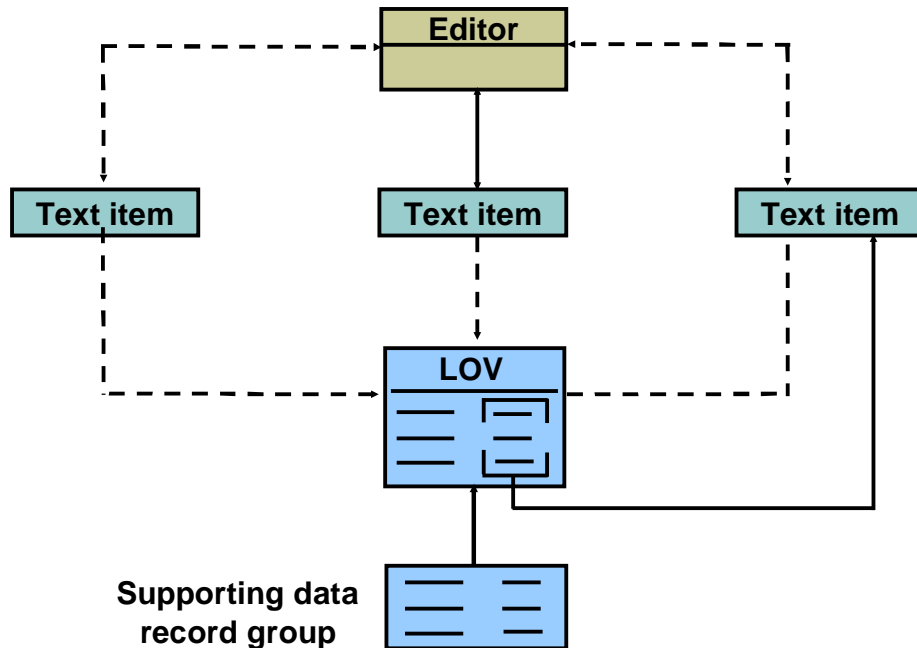 Editor
Text item
Text item
Text item
LOV
Supporting data
record group